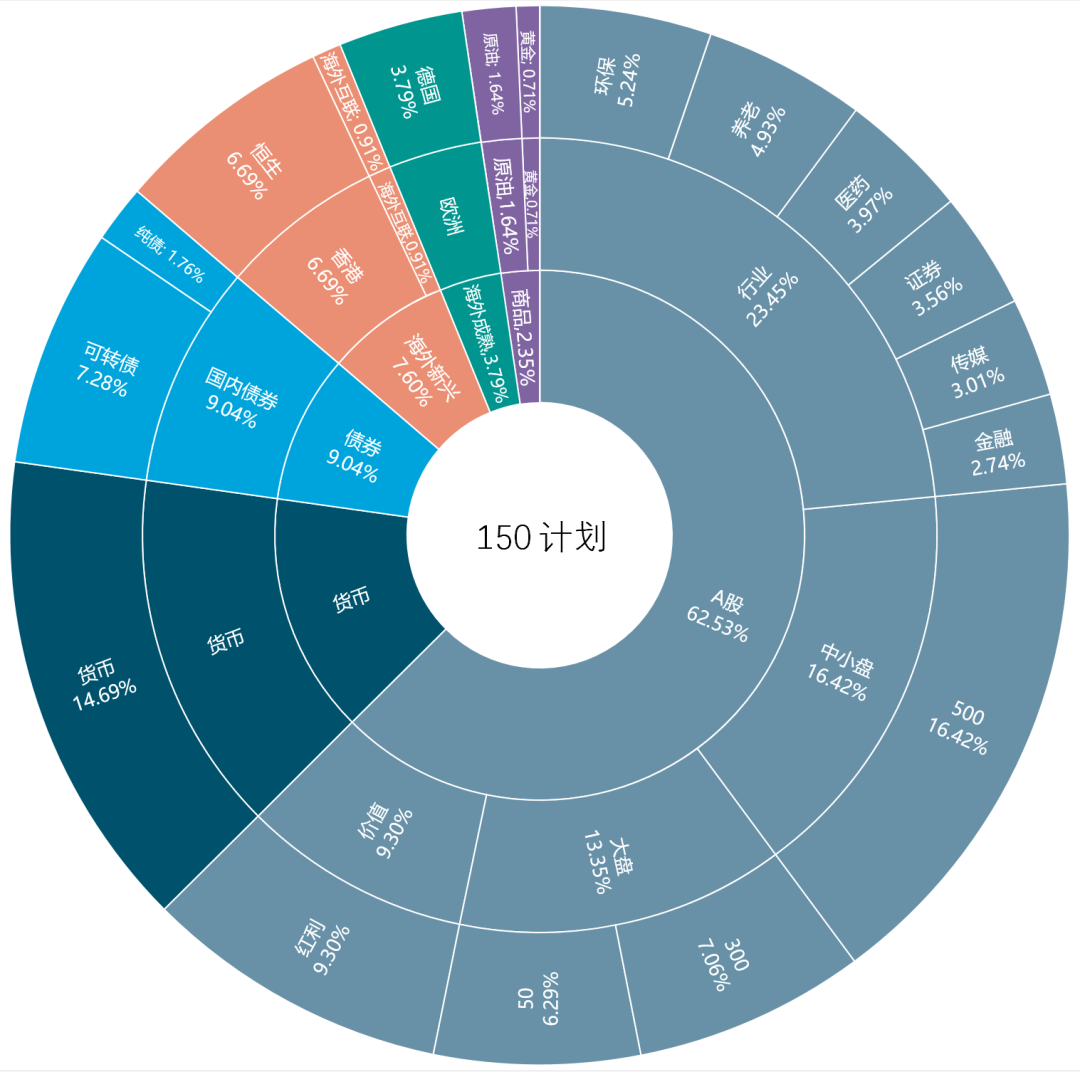 150 计划
A股
62.53%
货币
债券
9.04%
海外新兴
7.60%
海外成熟,3.79%
商品,2.35%
行业
23.45%
中小盘
16.42%
大盘
13.35%
价值
9.30%
货币
国内债券
9.04%
香港
6.69%
海外互联,0.91%
欧洲
原油,1.64%
黄金,0.71%
环保
5.24%
养老
4.93%
医药
3.97%
证券
3.56%
传媒
3.01%
金融
2.74%
500
16.42%
300
7.06%
50
6.29%
红利
9.30%
货币
14.69%
可转债
7.28%
纯债; 1.76%
恒生
6.69%
海外互联; 0.91%
德国
3.79%
原油; 1.64%
黄金; 0.71%